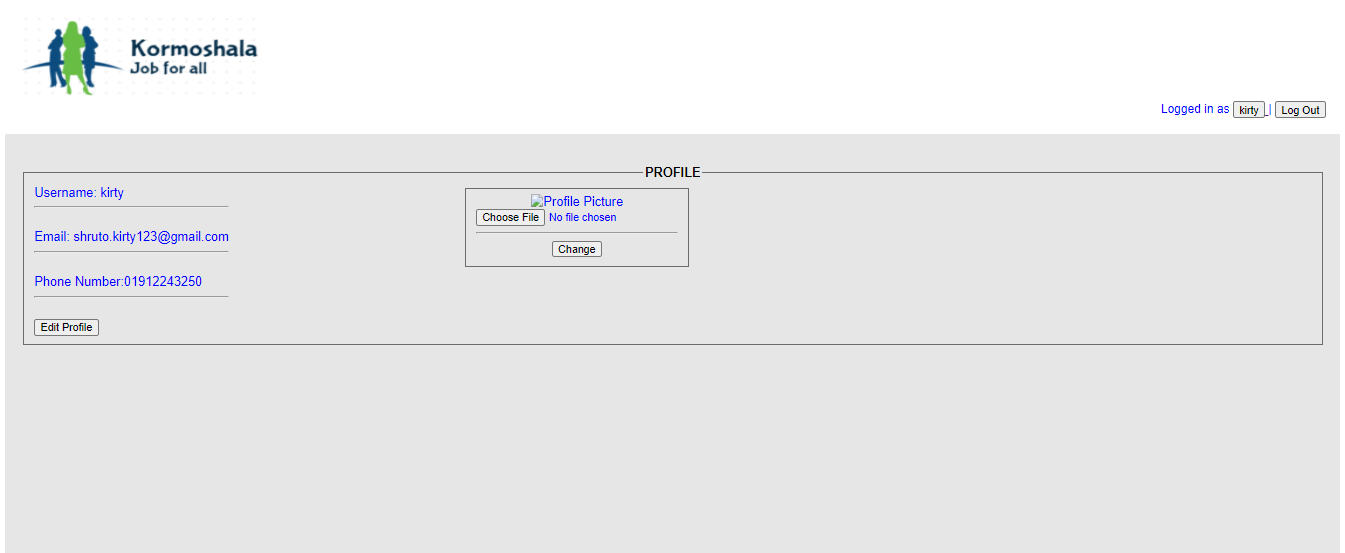 Kormoshala
Job for all
Logged in as kirty | Log Out
PROFILE
Username: kirty
Email: shruto.kirty123@gmail.com
Phone Number:01912243250
Edit Profile
Profile Picture
Choose File No file chosen
Change